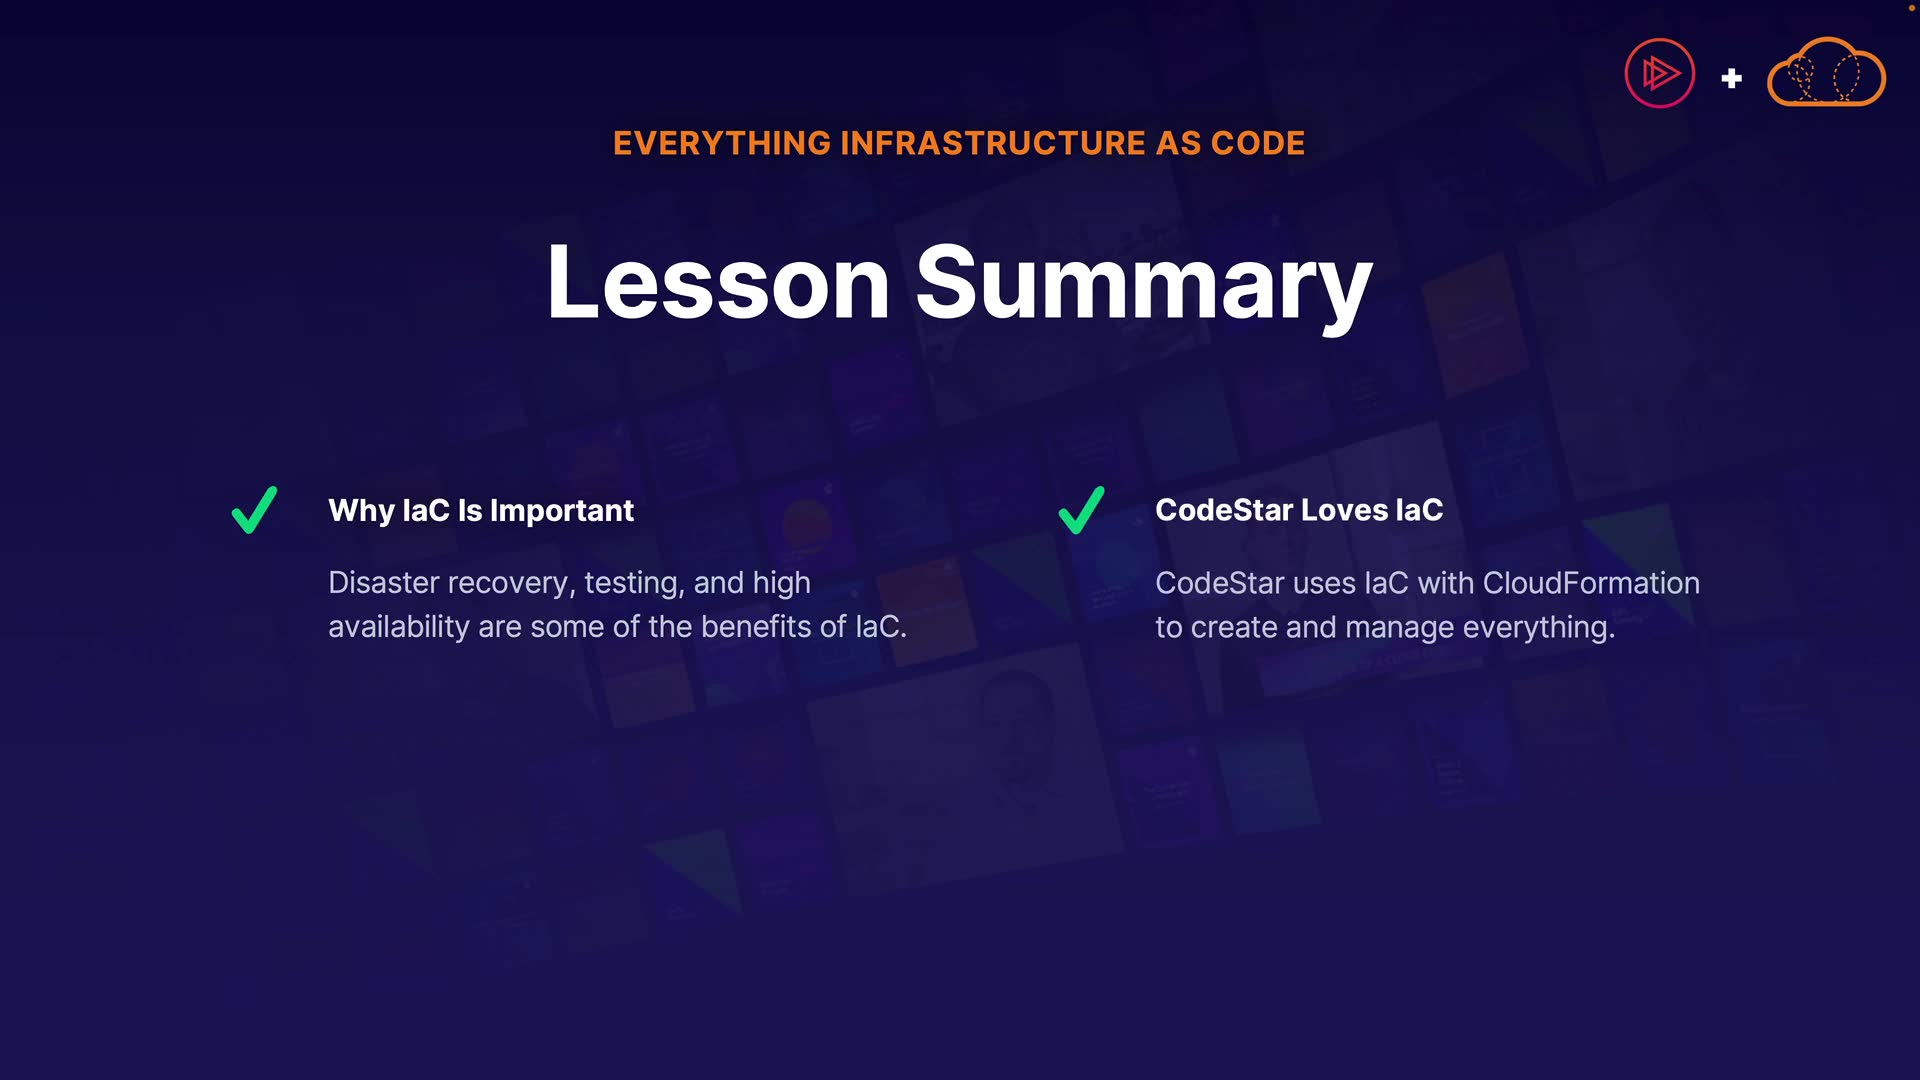 EVERYTHING INFRASTRUCTURE AS CODE
Lesson Summary
Why IaC Is Important
Disaster recovery, testing, and high
availability are some of the benefits of IaC.
CodeStar Loves IaC
CodeStar uses IaC with CloudFormation
to create and manage everything.